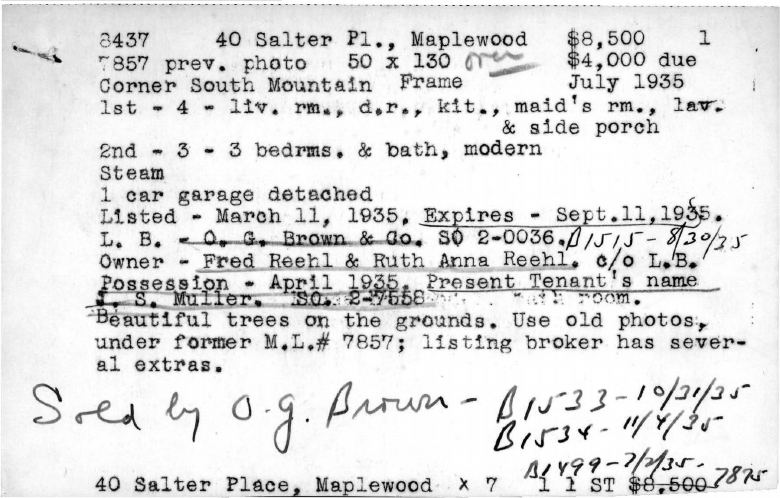 8437 40 Salter Pl., Maplewood $8,500 1
7857 prev. photo 50 x 130 over $4,000 due
Corner South Mountain Frame July 1935
1st - 4 - liv. rm., d.r., kit., maid's rm., lav.
& side porch
2nd - 3 - 3 bedrms. & bath, modern
Steam
1 car garage detached
Listed - March 11, 1935. Expires - Sept.11,1935.
L. B. - O. G. Brown & Co. SO 2-0036. B1515 - 8/30/35
Owner - Fred Reehl & Ruth Anna Reehl. c/o L.B.
Possession - April 1935. Present Tenant's name
I. S. Muller. SO. 2-7558 room.
Beautiful trees on the grounds. Use old photos,
under former M.L.# 7857; listing broker has sever-
al extras.
Sold by O.G. Brown - B1533 - 10/31/35
B1534 - 11/4/35
B1499 - 7/2/35 - 7875
40 Salter Place, Maplewood x 7 1 1 ST $8,500